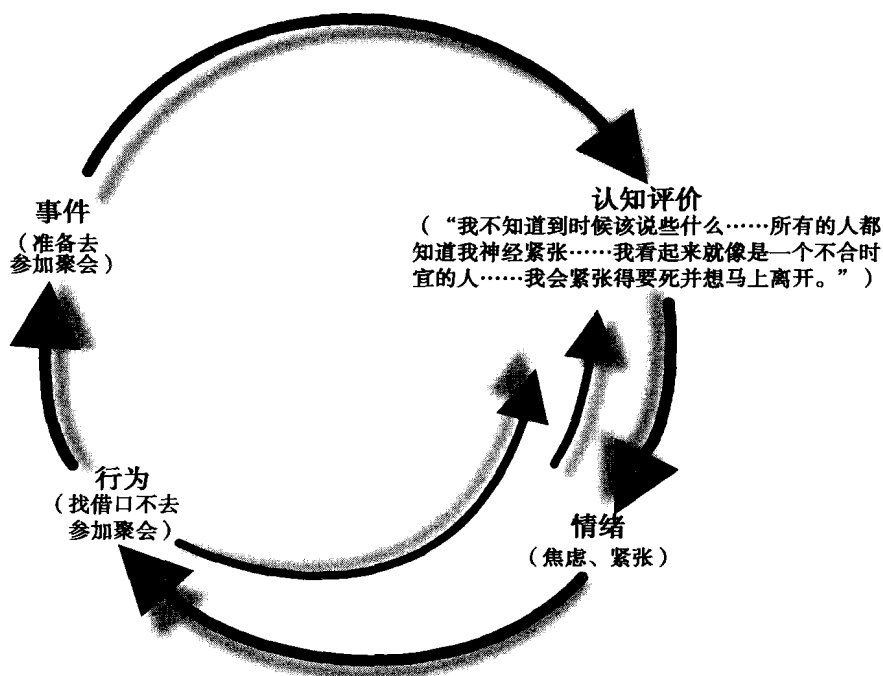 事件
（准备去
参加聚会）
认知评价
（“我不知道到时候该说些什么……所有的人都
知道我神经紧张……我看起来就像是一个不合时
宜的人……我会紧张得要死并想马上离开。”）
行为
（找借口不去
参加聚会）
情绪
（焦虑、紧张）